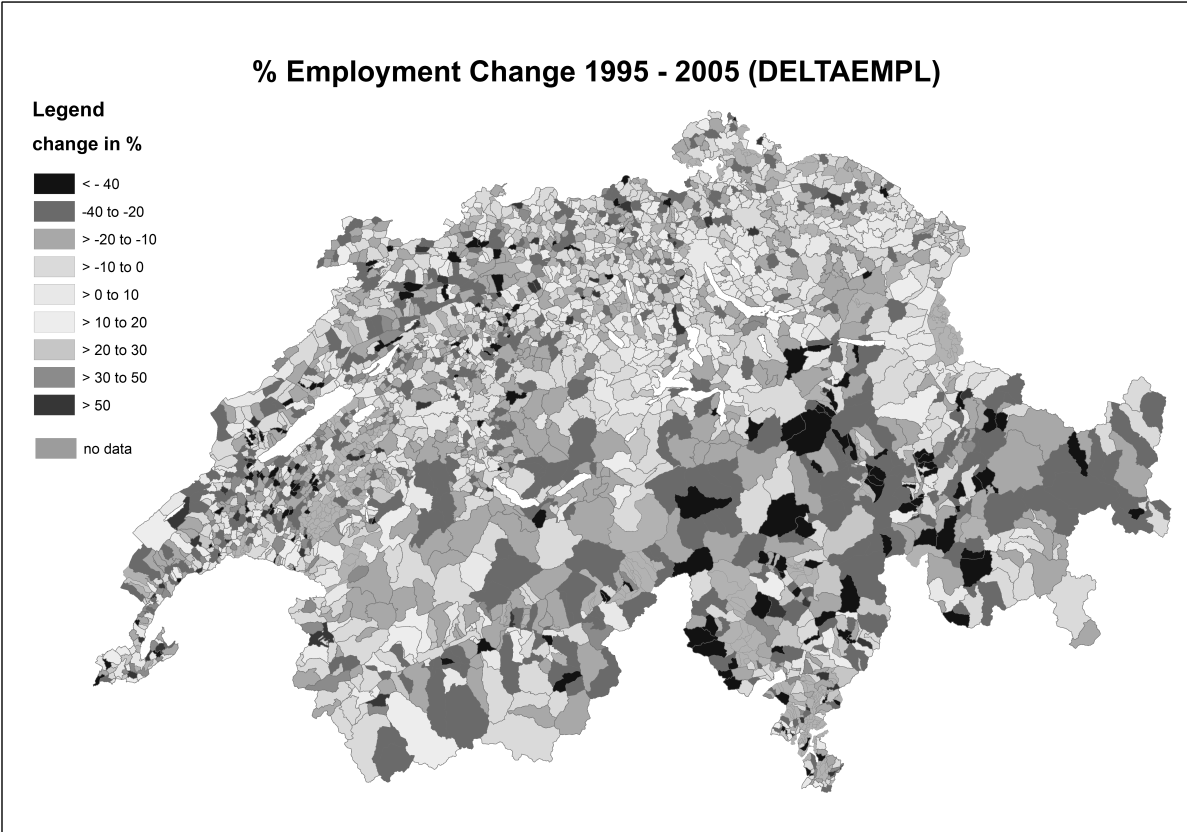 % Employment Change 1995 - 2005 (DELTAEMPL)
Legend
change in %
< - 40
-40 to -20
> -20 to -10
> -10 to 0
> 0 to 10
> 10 to 20
> 20 to 30
> 30 to 50
> 50
no data